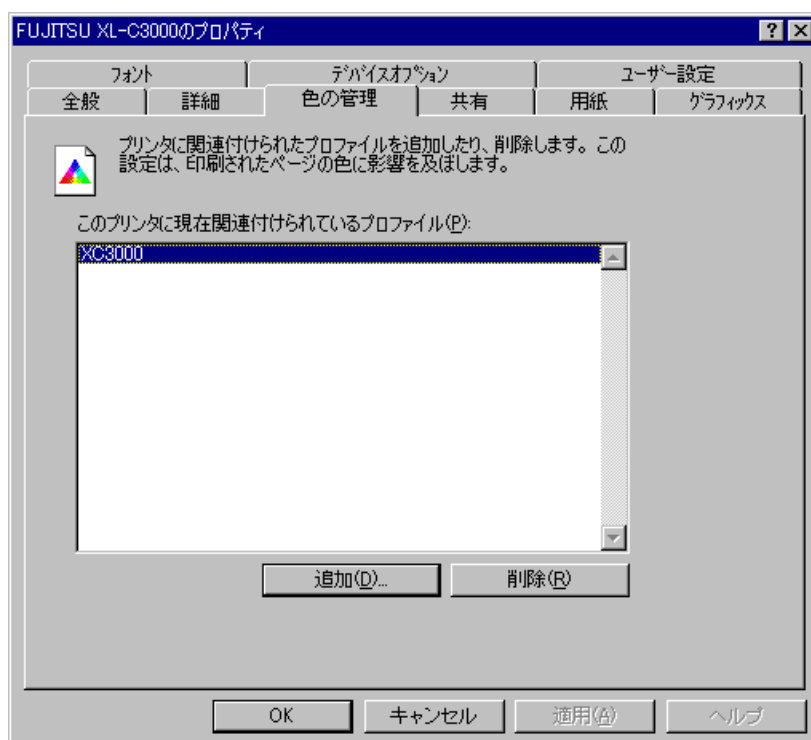 FUJITSU XL-C3000のプロパティ
フォント デバイスオプション ユーザー設定
全般 詳細 色の管理 共有 用紙 グラフィックス
プリンタに関連付けられたプロファイルを追加したり、削除します。この
設定は、印刷されたページの色に影響を及ぼします。
このプリンタに現在関連付けられているプロファイル(P):
XC3000
追加(D)... 削除(R)
OK キャンセル 適用(A) ヘルプ